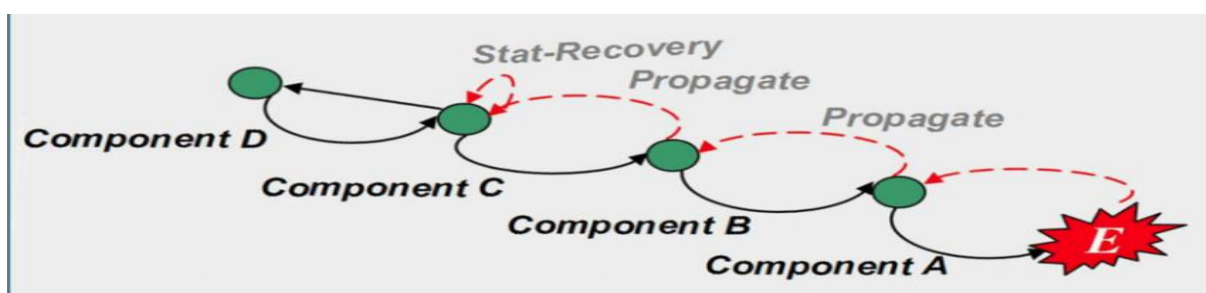 Stat-Recovery
Propagate
Propagate
Component D
Component C
Component B
Component A
E